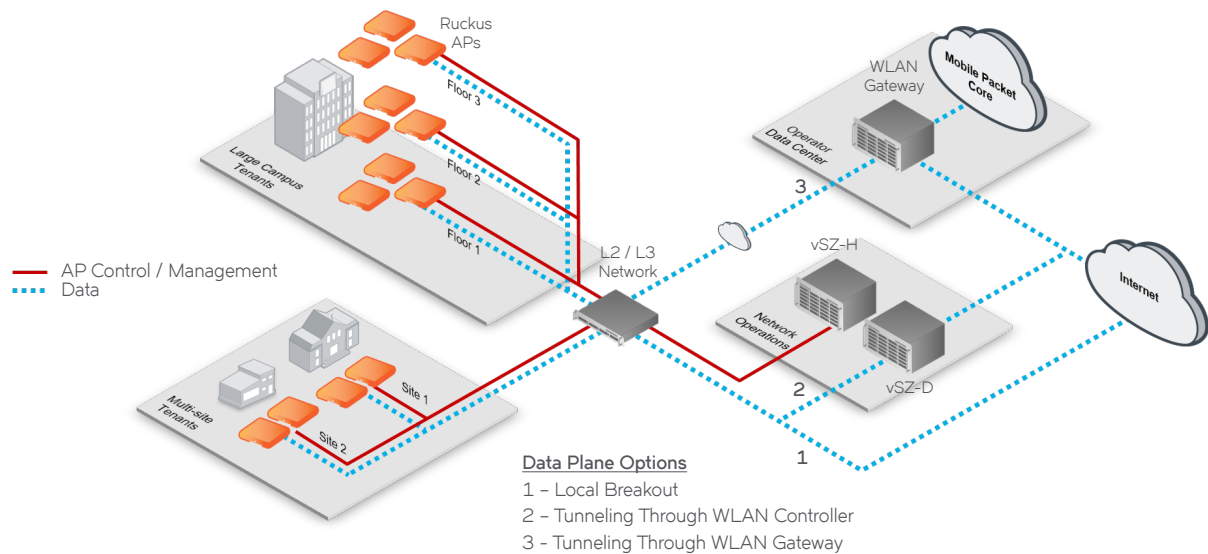 Ruckus
APs
Floor 3
Floor 2
Floor 1
Large Campus
Tenants
AP Control / Management
Data
Multi-site
Tenants
Site 1
Site 2
L2 / L3
Network
WLAN
Gateway
Mobile Packet
Core
Operator
Data Center
3
vSZ-H
Network
Operations
vSZ-D
2
1
Internet
Data Plane Options
1 – Local Breakout
2 – Tunneling Through WLAN Controller
3 - Tunneling Through WLAN Gateway